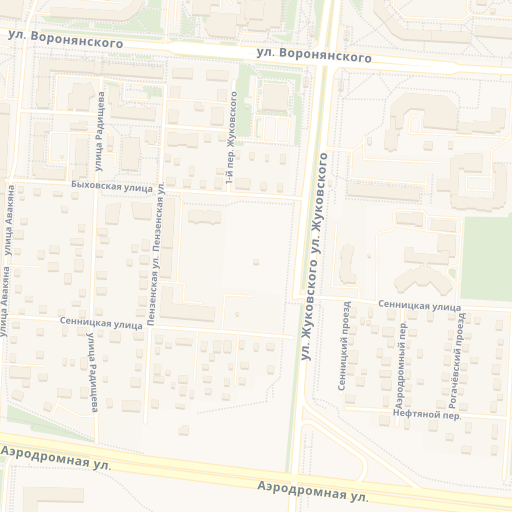 ул. Воронянского
ул. Воронянского
улица Радищева
1-й пер. Жуковского
ул. Жуковского
Быховская улица
Пензенская ул.
улица Авакяна
улица Авакяна
Пензенская ул.
ул. Жуковского
Сенницкая улица
Сенницкая улица
улица Радищева
Сенницкий проезд
Аэродромный пер.
Рогачёвский проезд
Нефтяной пер.
Аэродромная ул.
Аэродромная ул.